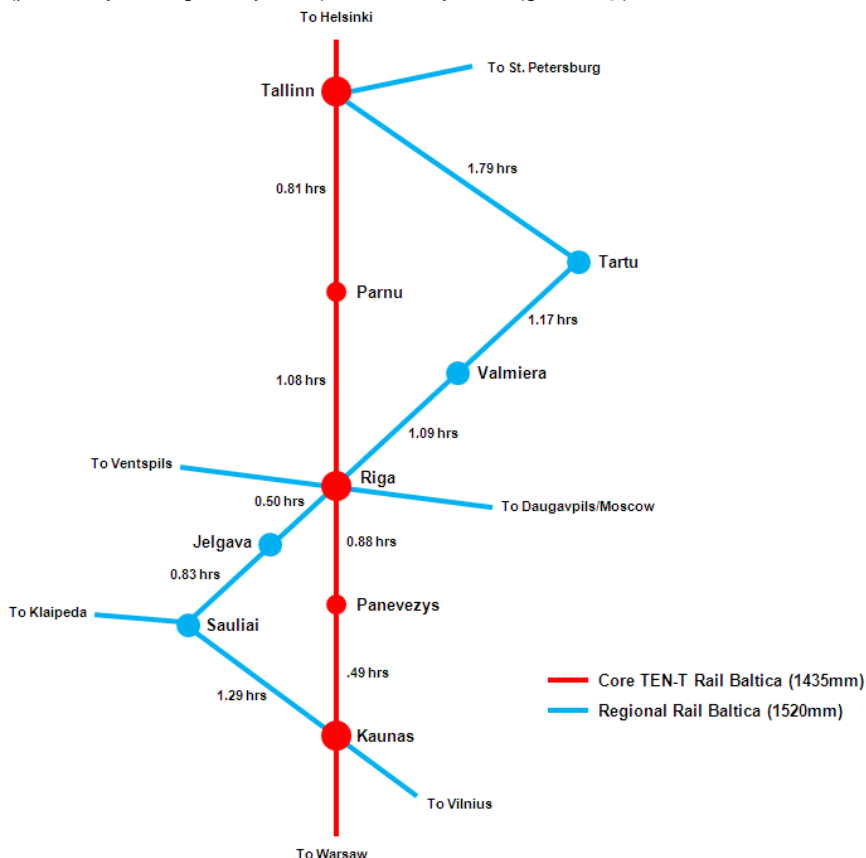 To Helsinki
To St. Petersburg
Tallinn
1.79 hrs
0.81 hrs
Tartu
Parnu
1.17 hrs
Valmiera
1.08 hrs
1.09 hrs
To Ventspils
Riga
0.50 hrs
To Daugavpils/Moscow
Jelgava
0.88 hrs
0.83 hrs
Panevezys
To Klaipeda
Sauliai
.49 hrs
Core TEN-T Rail Baltica (1435mm)
1.29 hrs
Regional Rail Baltica (1520mm)
Kaunas
To Vilnius
To Warsaw